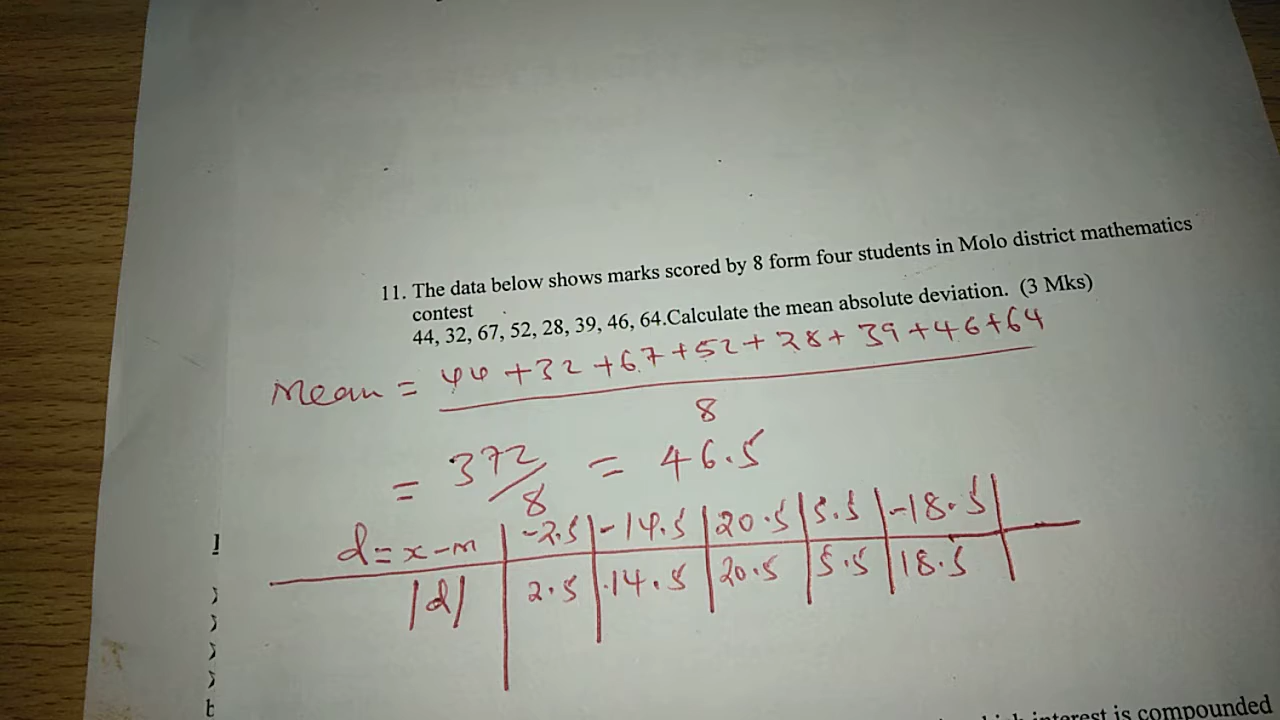 11. The data below shows marks scored by 8 form four students in Molo district mathematics
contest
44, 32, 67, 52, 28, 39, 46, 64.Calculate the mean absolute deviation. (3 Mks)
Mean = 44 +32 +67 +52+ 28+ 39 +46+64
8
= 372/8 = 46.5
d=x-m | -2.5 | -14.5 | 20.5 | 5.5 | -18.5 |
|d| | 2.5 | 14.5 | 20.5 | 5.5 | 18.5 |
interest is compounded